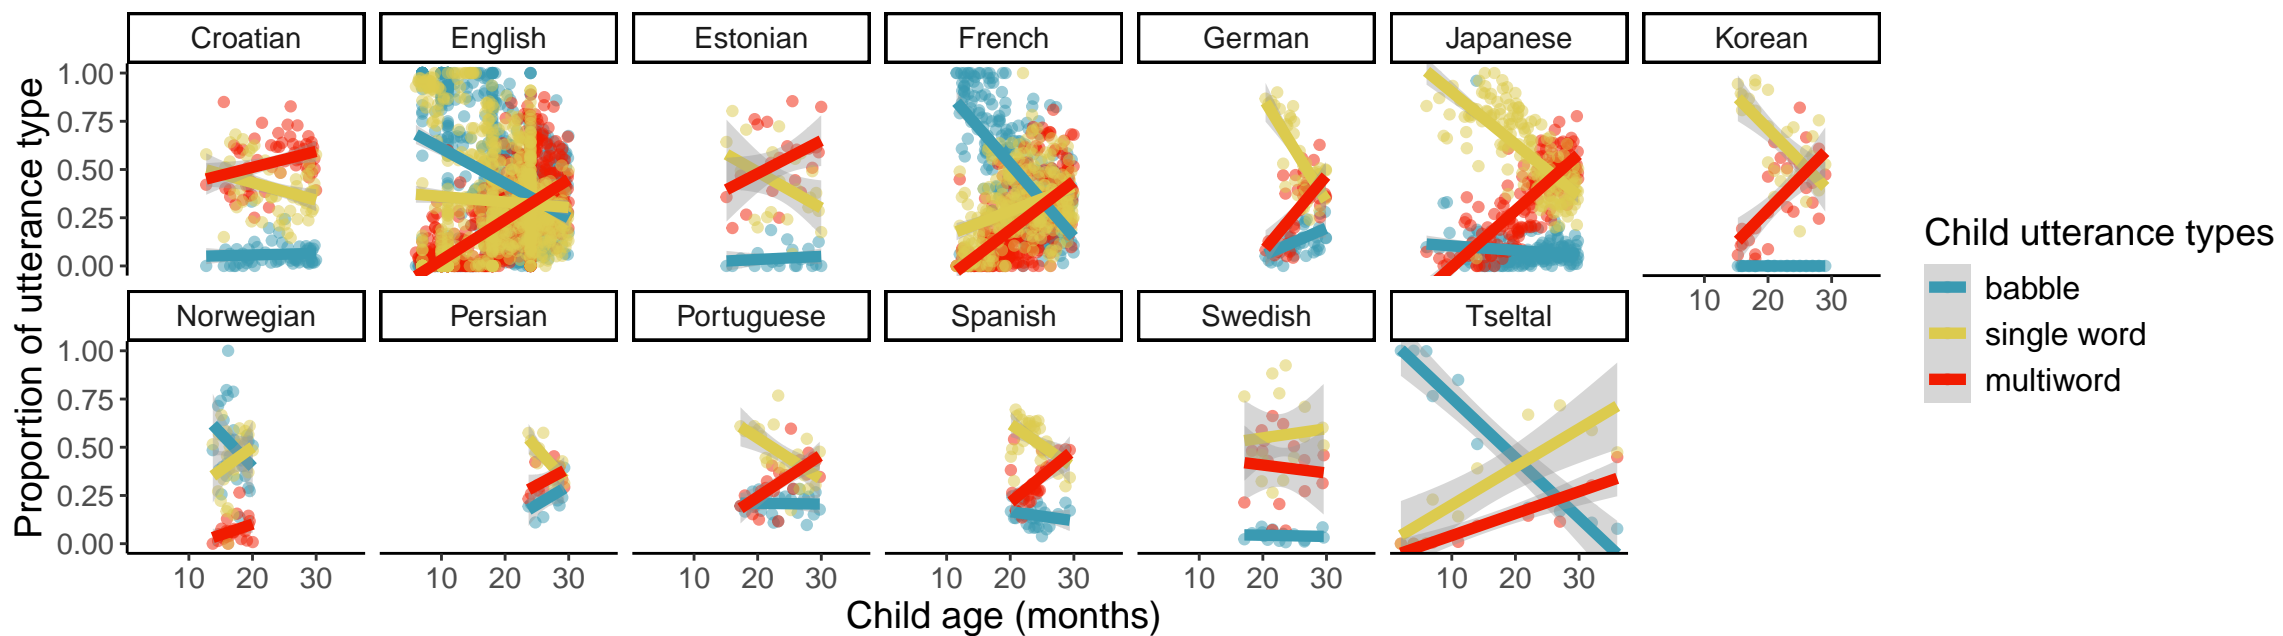 Croatian English Estonian French German Japanese Korean
1.00
0.75
0.50
0.25
0.00
10 20 30
Norwegian Persian Portuguese Spanish Swedish Tseltal
1.00
0.75
0.50
0.25
0.00
10 20 30 10 20 30 10 20 30 10 20 30 10 20 30 10 20 30
Child age (months)
Proportion of utterance type
Child utterance types
babble
single word
multiword